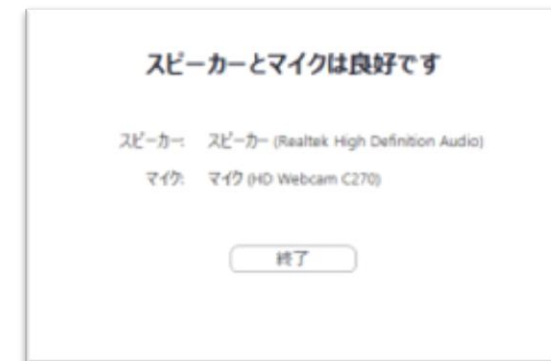 スピーカーとマイクは良好です
スピーカー: スピーカー (Realtek High Definition Audio)
マイク: マイク (HD Webcam C270)
終了